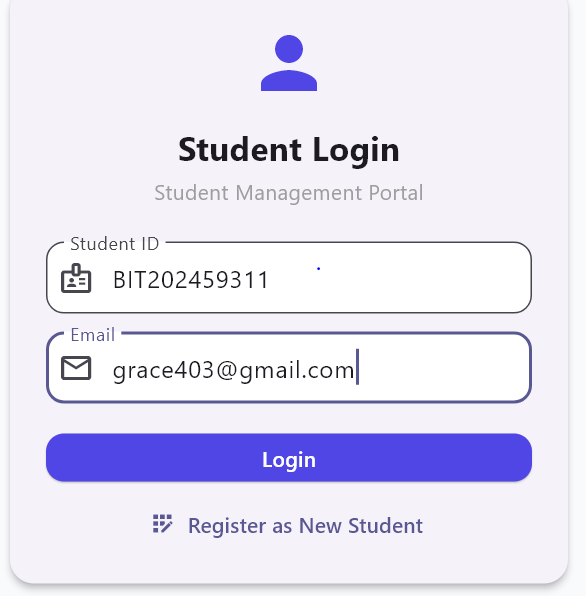 Student Login
Student Management Portal
Student ID
BIT202459311
Email
grace403@gmail.com
Login
Register as New Student